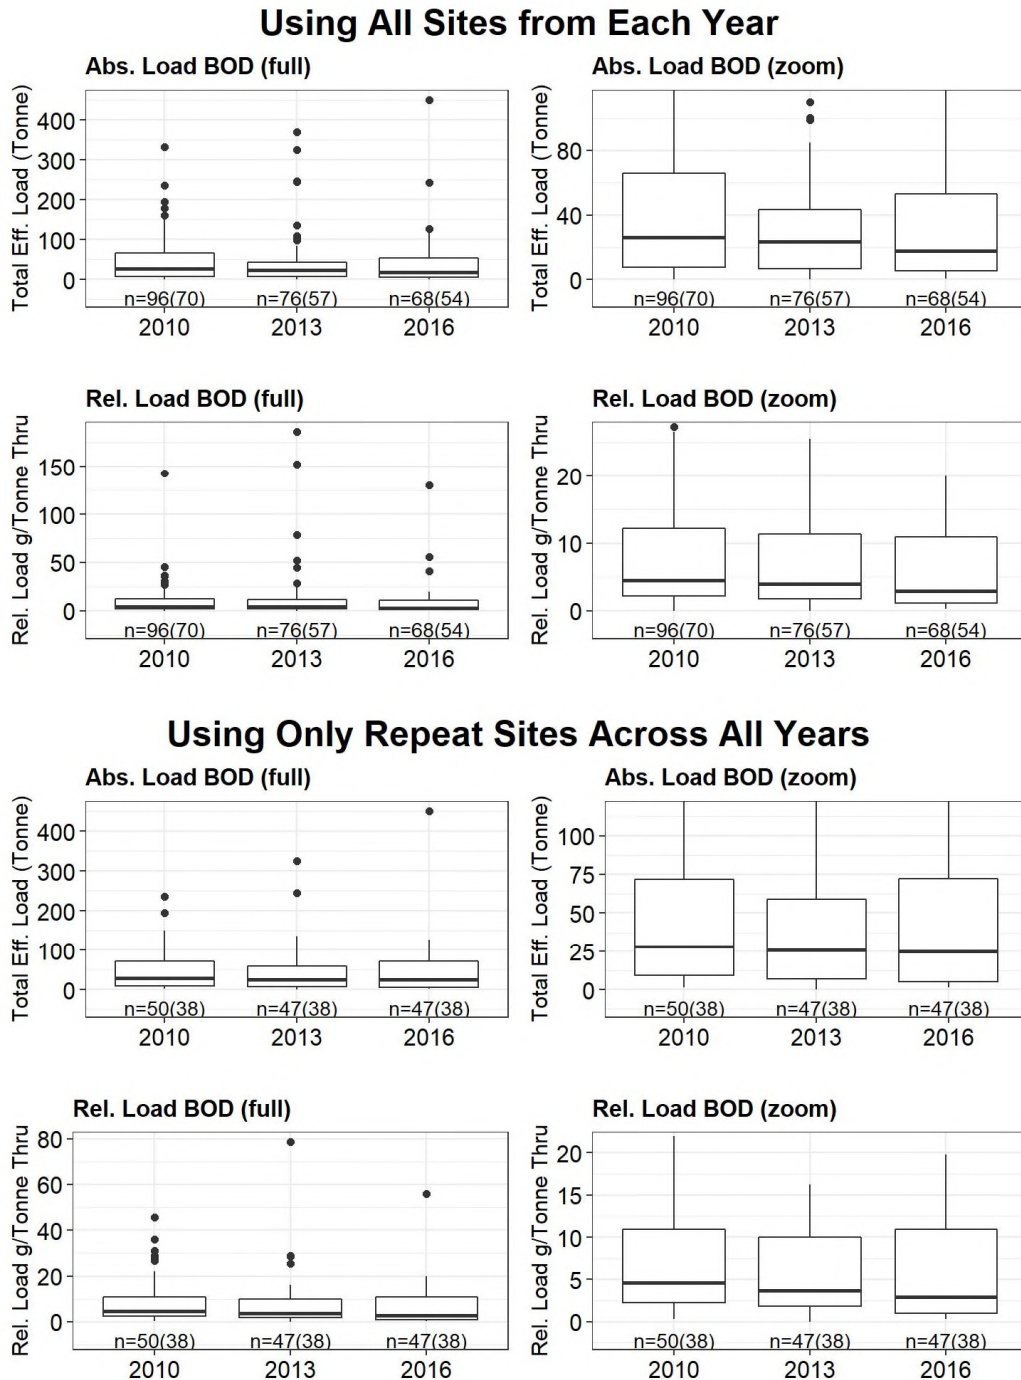 Using All Sites from Each Year
Abs. Load BOD (full)
Total Eff. Load (Tonne)
400
300
200
100
0
n=96(70) n=76(57) n=68(54)
2010 2013 2016
Abs. Load BOD (zoom)
Total Eff. Load (Tonne)
80
40
0
n=96(70) n=76(57) n=68(54)
2010 2013 2016
Rel. Load BOD (full)
Rel. Load g/Tonne Thru
150
100
50
0
n=96(70) n=76(57) n=68(54)
2010 2013 2016
Rel. Load BOD (zoom)
Rel. Load g/Tonne Thru
20
10
0
n=96(70) n=76(57) n=68(54)
2010 2013 2016
Using Only Repeat Sites Across All Years
Abs. Load BOD (full)
Total Eff. Load (Tonne)
400
300
200
100
0
n=50(38) n=47(38) n=47(38)
2010 2013 2016
Abs. Load BOD (zoom)
Total Eff. Load (Tonne)
100
75
50
25
0
n=50(38) n=47(38) n=47(38)
2010 2013 2016
Rel. Load BOD (full)
Rel. Load g/Tonne Thru
80
60
40
20
0
n=50(38) n=47(38) n=47(38)
2010 2013 2016
Rel. Load BOD (zoom)
Rel. Load g/Tonne Thru
20
15
10
5
0
n=50(38) n=47(38) n=47(38)
2010 2013 2016